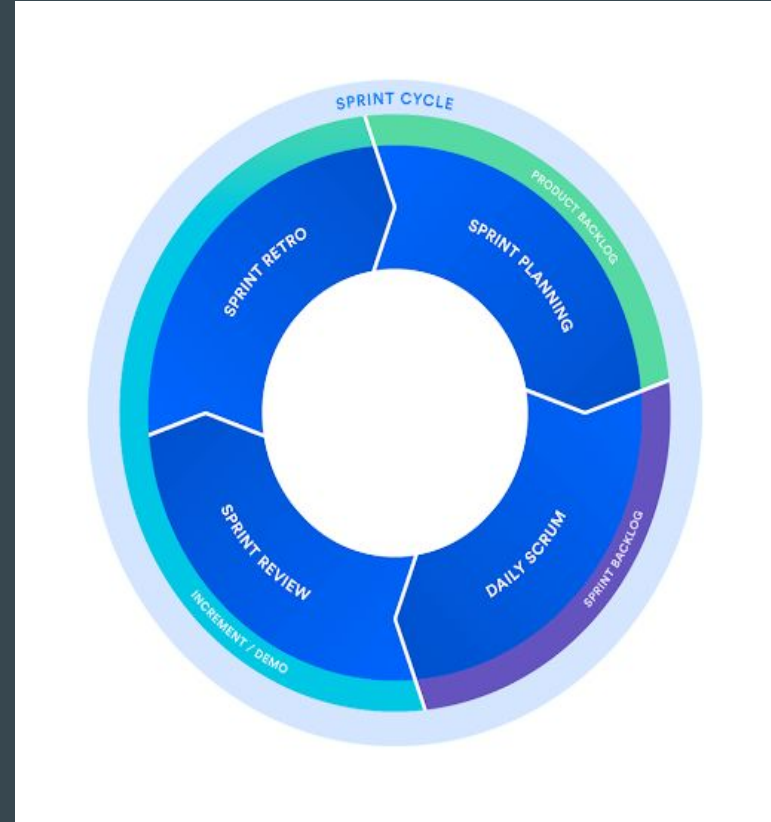 SPRINT CYCLE
PRODUCT BACKLOG
SPRINT PLANNING
SPRINT BACKLOG
DAILY SCRUM
INCREMENT / DEMO
SPRINT REVIEW
SPRINT RETRO